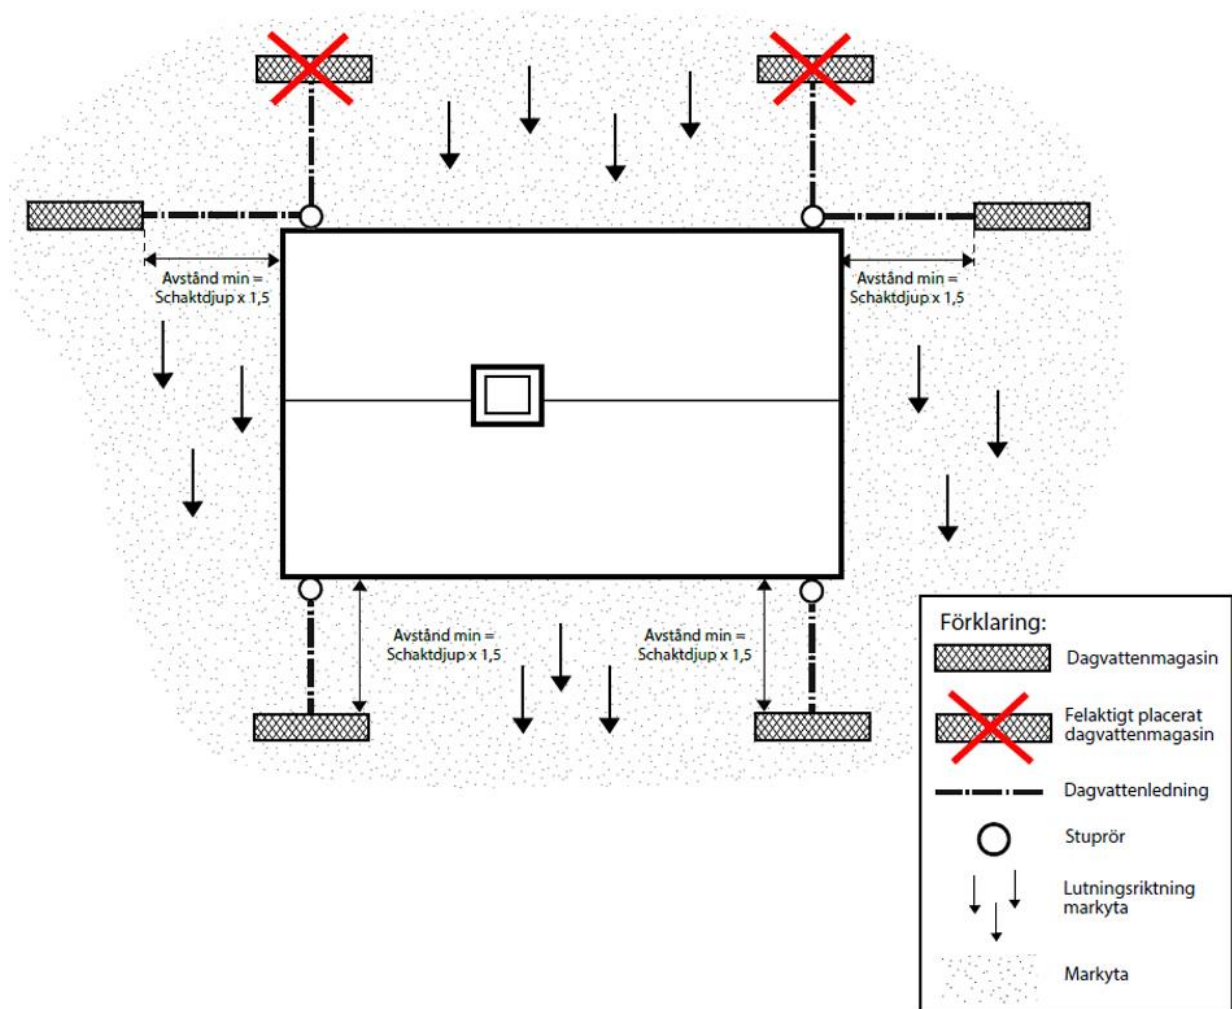 Avstånd min =
Schaktdjup x 1,5
Avstånd min =
Schaktdjup x 1,5
Avstånd min =
Schaktdjup x 1,5
Avstånd min =
Schaktdjup x 1,5
Förklaring:
Dagvattenmagasin
Felaktigt placerat
dagvattenmagasin
Dagvattenledning
Stuprör
Lutningsriktning
markyta
Markyta